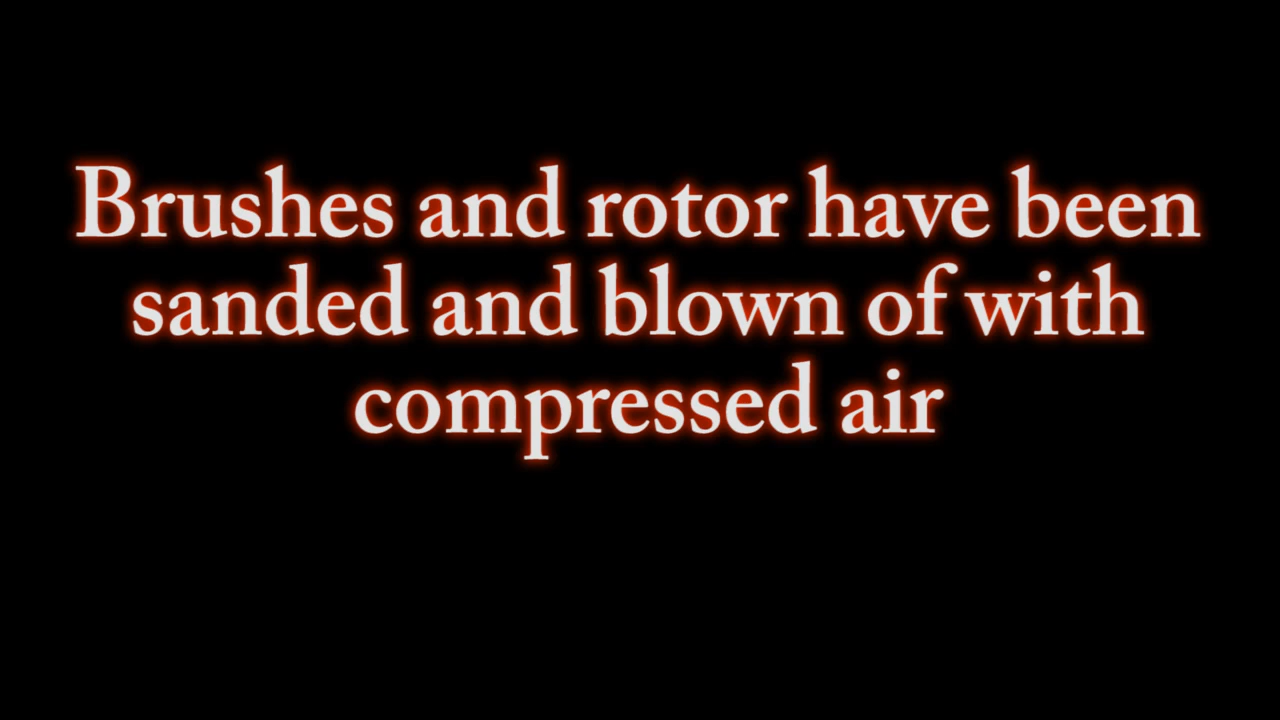 Brushes and rotor have been
sanded and blown of with
compressed air